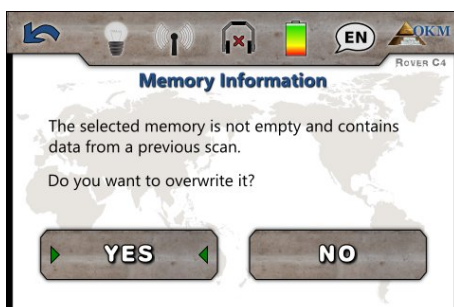 EN
OKM
ROVER C4
Memory Information
The selected memory is not empty and contains
data from a previous scan.
Do you want to overwrite it?
YES
NO